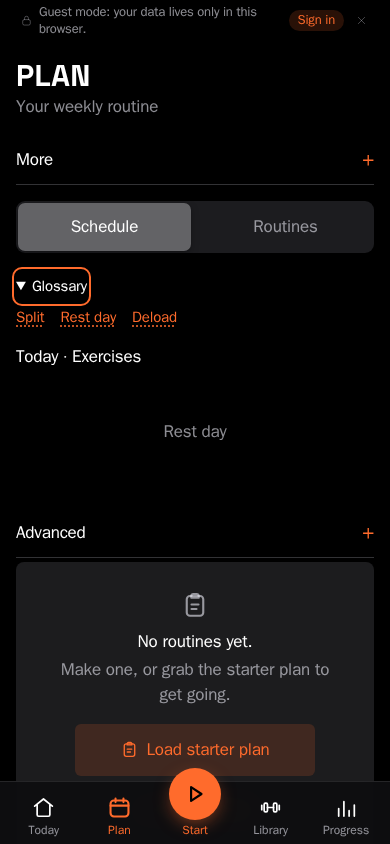 Guest mode: your data lives only in this
browser.
Sign in
PLAN
Your weekly routine
More
Schedule
Routines
Glossary
Split
Rest day
Deload
Today · Exercises
Rest day
Advanced
No routines yet.
Make one, or grab the starter plan to
get going.
Load starter plan
Today
Plan
Start
Library
Progress